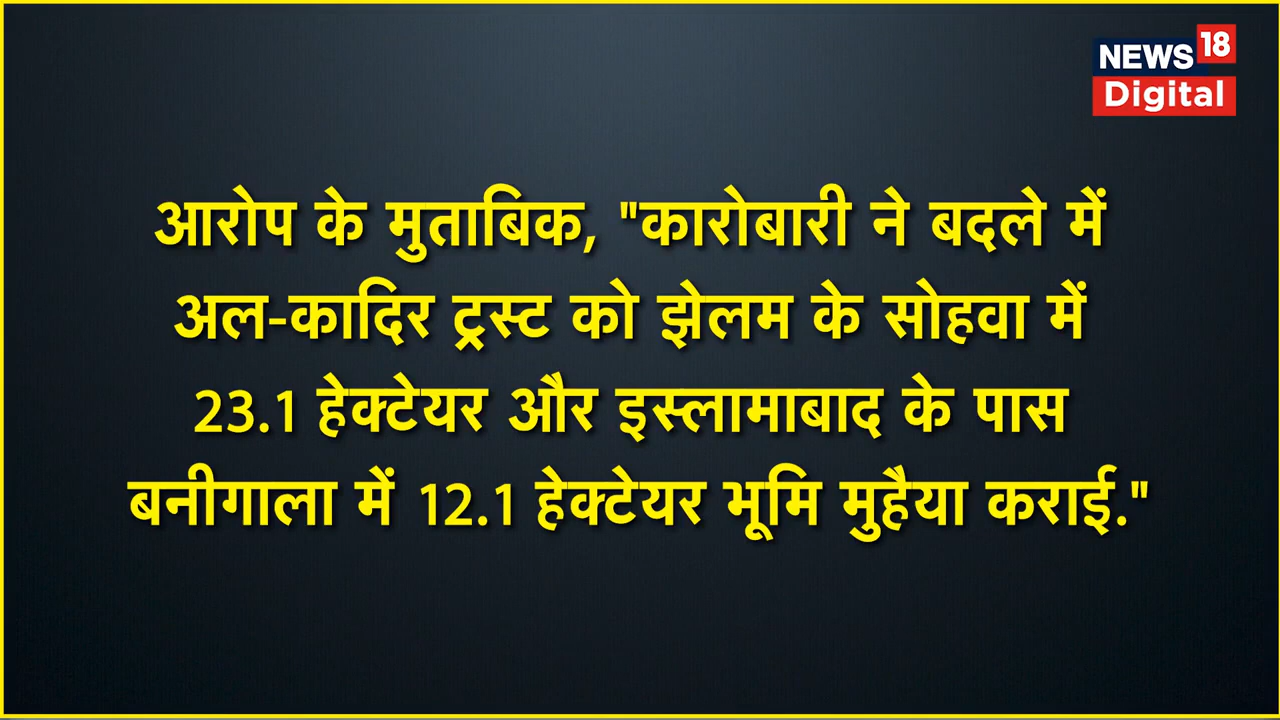 NEWS 18
Digital
आरोप के मुताबिक, "कारोबारी ने बदले में
अल-कादिर ट्रस्ट को झेलम के सोहवा में
23.1 हेक्टेयर और इस्लामाबाद के पास
बनीगाला में 12.1 हेक्टेयर भूमि मुहैया कराई."